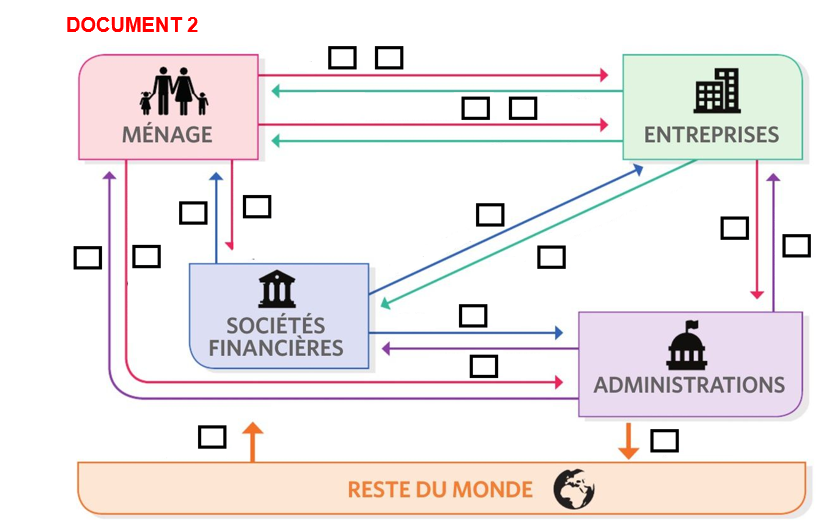 DOCUMENT 2
MÉNAGE
ENTREPRISES
SOCIÉTÉS
FINANCIÈRES
ADMINISTRATIONS
RESTE DU MONDE